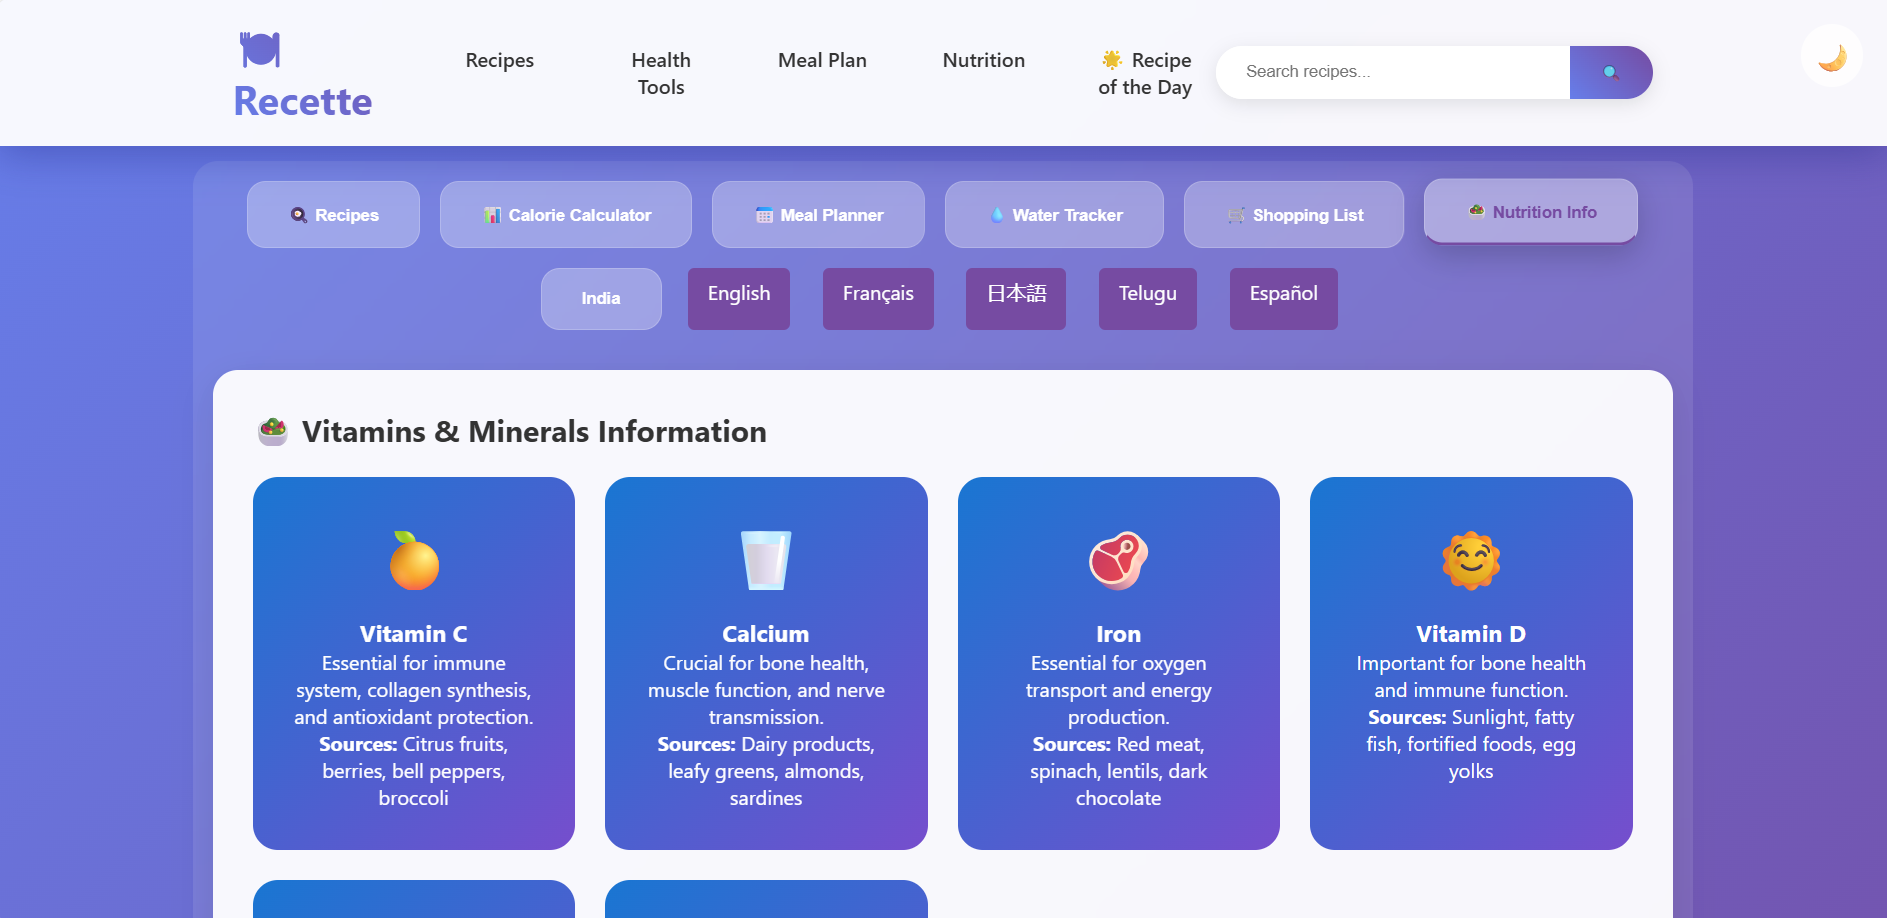 Recette
Recipes
Health
Tools
Meal Plan
Nutrition
🌟 Recipe
of the Day
Search recipes...
Recipes
Calorie Calculator
Meal Planner
Water Tracker
Shopping List
Nutrition Info
India
English
Français
日本語
Telugu
Español
Vitamins & Minerals Information
Vitamin C
Essential for immune
system, collagen synthesis,
and antioxidant protection.
Sources: Citrus fruits,
berries, bell peppers,
broccoli
Calcium
Crucial for bone health,
muscle function, and nerve
transmission.
Sources: Dairy products,
leafy greens, almonds,
sardines
Iron
Essential for oxygen
transport and energy
production.
Sources: Red meat,
spinach, lentils, dark
chocolate
Vitamin D
Important for bone health
and immune function.
Sources: Sunlight, fatty
fish, fortified foods, egg
yolks